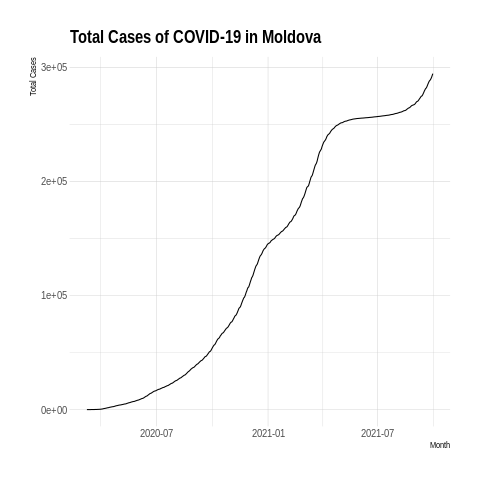 Total Cases of COVID-19 in Moldova
Total Cases
3e+05
2e+05
1e+05
0e+00
2020-07 2021-01 2021-07
Month